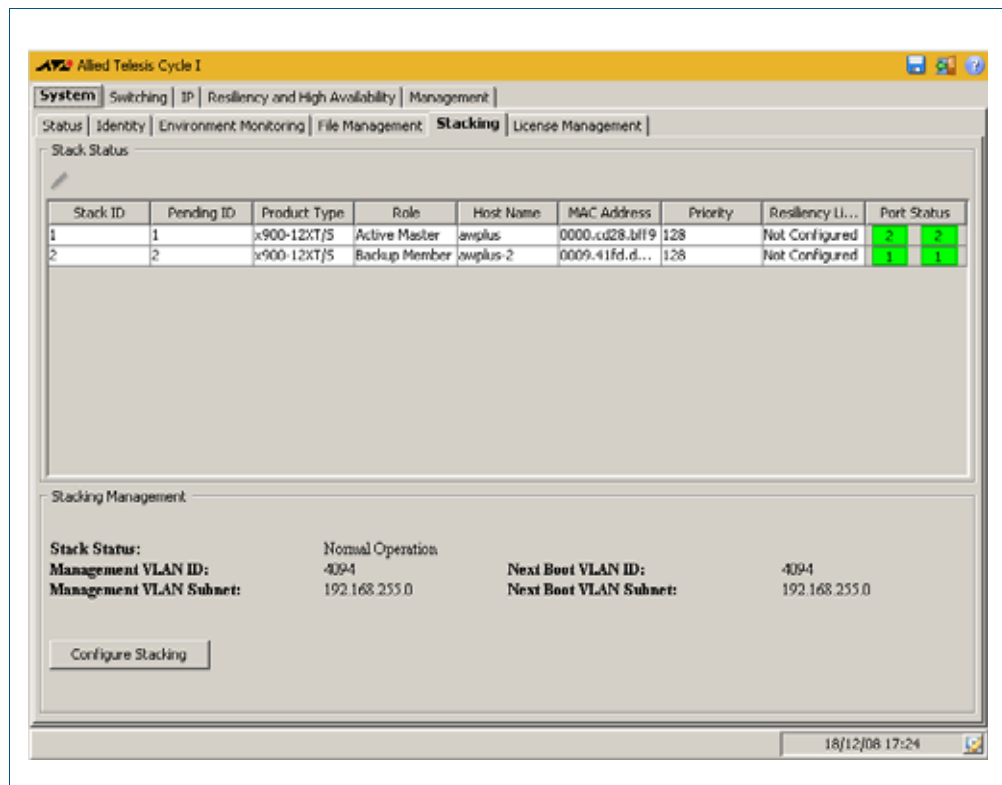 Allied Telesis Cycle I
System Switching IP Resiliency and High Availability Management
Status Identity Environment Monitoring File Management Stacking License Management
Stack Status
Stack ID Pending ID Product Type Role Host Name MAC Address Priority Resiliency Li... Port Status
1 1 x900-12XT/S Active Master awplus 0000.cd28.bff9 128 Not Configured 2 2
2 2 x900-12XT/S Backup Member awplus-2 0009.41fd.d... 128 Not Configured 1 1
Stacking Management
Stack Status: Normal Operation
Management VLAN ID: 4094 Next Boot VLAN ID: 4094
Management VLAN Subnet: 192.168.255.0 Next Boot VLAN Subnet: 192.168.255.0
Configure Stacking
18/12/08 17:24